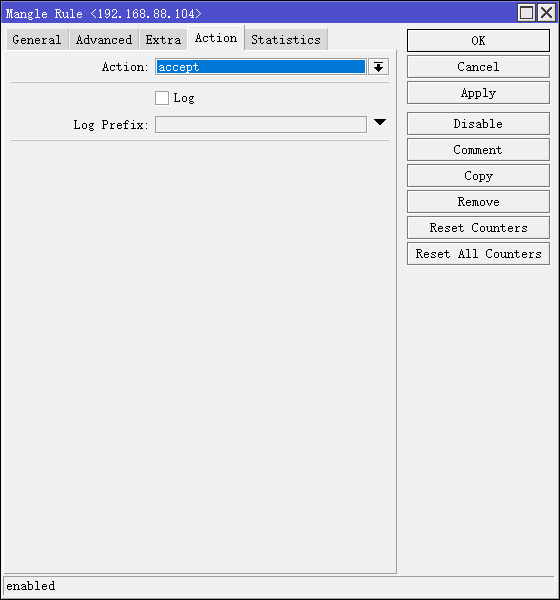 Mangle Rule <192.168.88.104>
General Advanced Extra Action Statistics
Action: accept
Log
Log Prefix:
OK
Cancel
Apply
Disable
Comment
Copy
Remove
Reset Counters
Reset All Counters
enabled